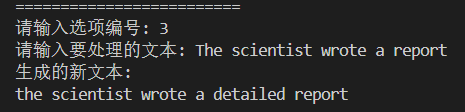 =========================
请输入选项编号: 3
请输入要处理的文本: The scientist wrote a report
生成的新文本:
the scientist wrote a detailed report